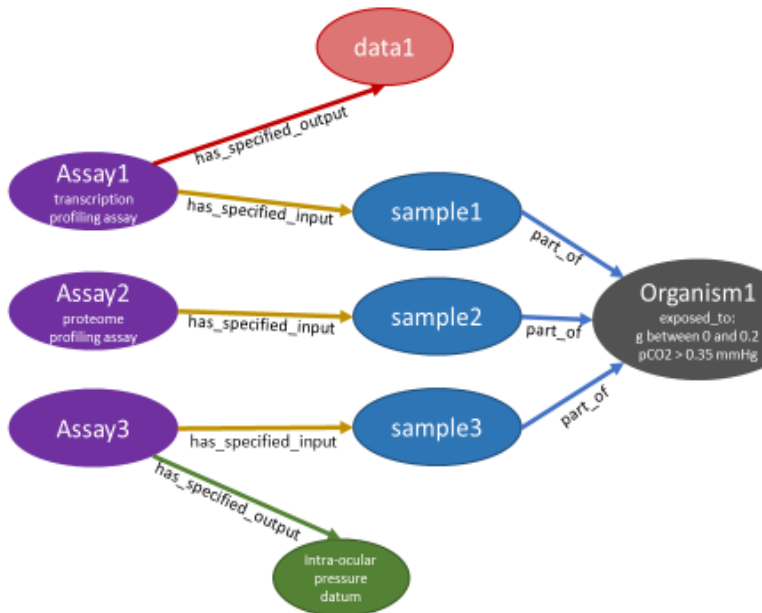 data1
has_specified_output
Assay1
transcription
profiling assay
has_specified_input
sample1
part_of
Assay2
proteome
profiling assay
has_specified_input
sample2
part_of
Organism1
exposed_to:
g between 0 and 0.2
pCO2 > 0.35 mmHg
Assay3
has_specified_input
sample3
part_of
has_specified_output
Intra-ocular
pressure
datum